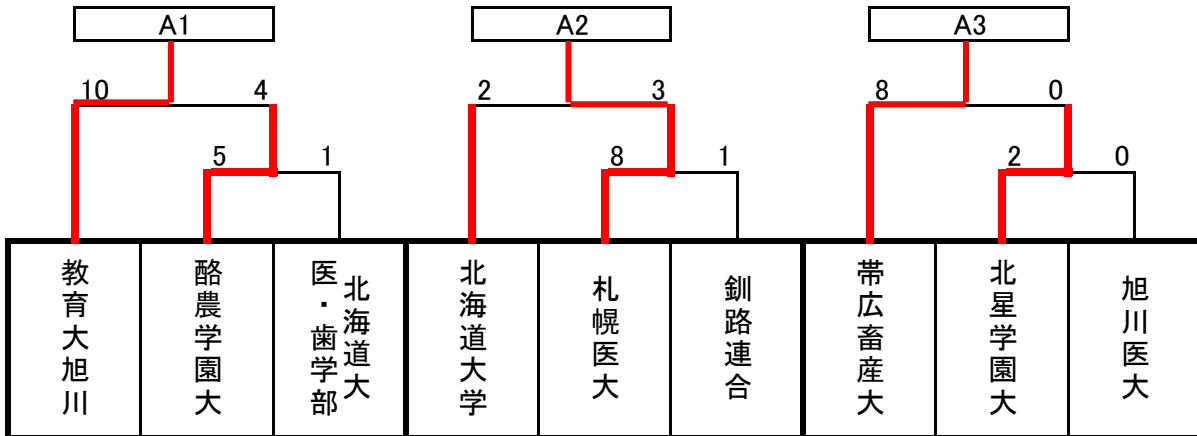 A1
A2
A3
10 4
2 3
8 0
5 1
8 1
2 0
教育大旭川
酪農学園大
北海道大
医・歯学部
北海道大学
札幌医大
釧路連合
帯広畜産大
北星学園大
旭川医大